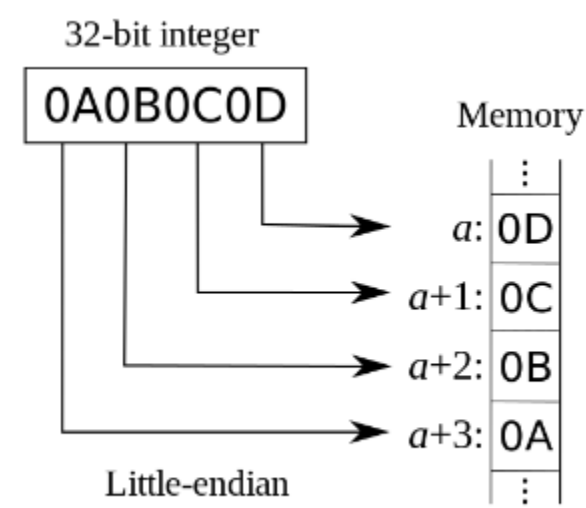 32-bit integer
0A0B0C0D
Memory
⋮
a: 0D
a+1: 0C
a+2: 0B
a+3: 0A
⋮
Little-endian